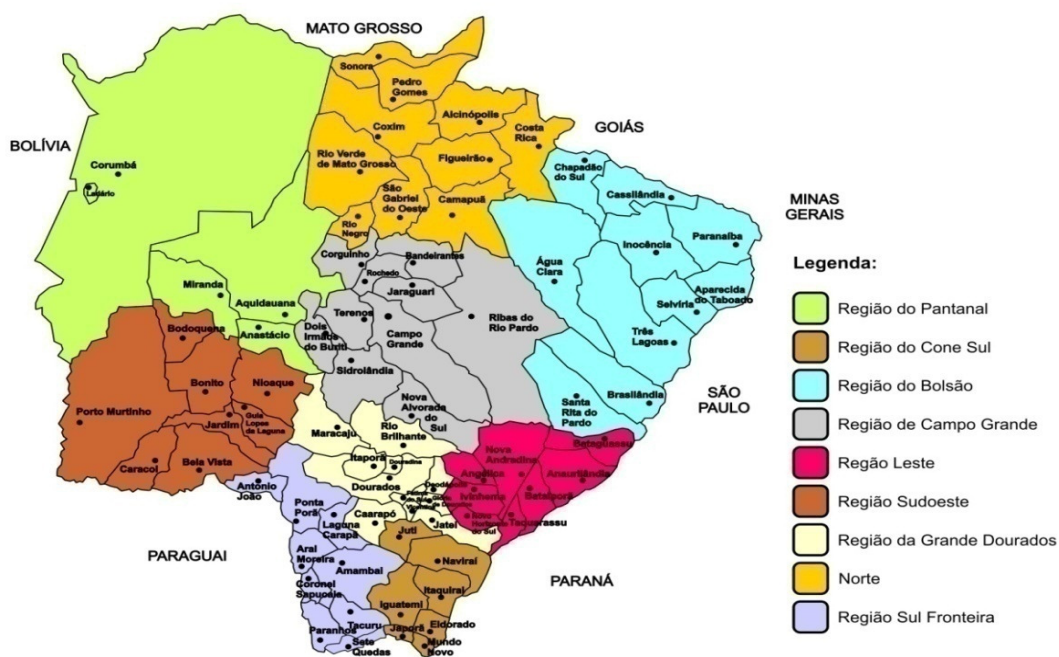 MATO GROSSO
Sonora
Pedro
Gomes
Alcinópolis
Costa
Rica
GOIÁS
Coxim
BOLÍVIA
Corumbá
Ladário
Rio Verde
de Mato Grosso
Figueirão
Chapadão
do Sul
Cassilândia
São
Gabriel
do Oeste
Camapuã
MINAS
GERAIS
Rio
Negro
Paranaíba
Inocência
Corguinho
Bandeirantes
Água
Clara
Rochedo
Legenda:
Miranda
Jaraguari
Aparecida
do Taboado
Selvíria
Aquidauana
Região do Pantanal
Terenos
Ribas do
Rio Pardo
Bodoquena
Anastácio
Dois
Irmãos
do Buriti
Campo
Grande
Três
Lagoas
Região do Cone Sul
Sidrolândia
Bonito
Nioaque
Região do Bolsão
SÃO
PAULO
Santa
Rita do
Pardo
Brasilândia
Porto Murtinho
Guia
Lopes
da Laguna
Jardim
Nova
Alvorada
do Sul
Região de Campo Grande
Maracaju
Rio
Brilhante
Bataguassu
Nova
Andradina
Caracol
Bela Vista
Itaporã
Douradina
Região Leste
Angélica
Anaurilândia
Antônio
João
Dourados
Deodápolis
Ivinhema
Bataiporã
Região Sudoeste
Ponta
Porã
Laguna
Carapã
Caarapó
Jateí
Taquarassu
Região da Grande Dourados
Juti
PARAGUAI
Aral
Moreira
Amambai
Naviraí
PARANÁ
Norte
Coronel
Sapucaia
Itaquiraí
Iguatemi
Região Sul Fronteira
Tacuru
Eldorado
Paranhos
Japorã
Sete
Quedas
Mundo
Novo